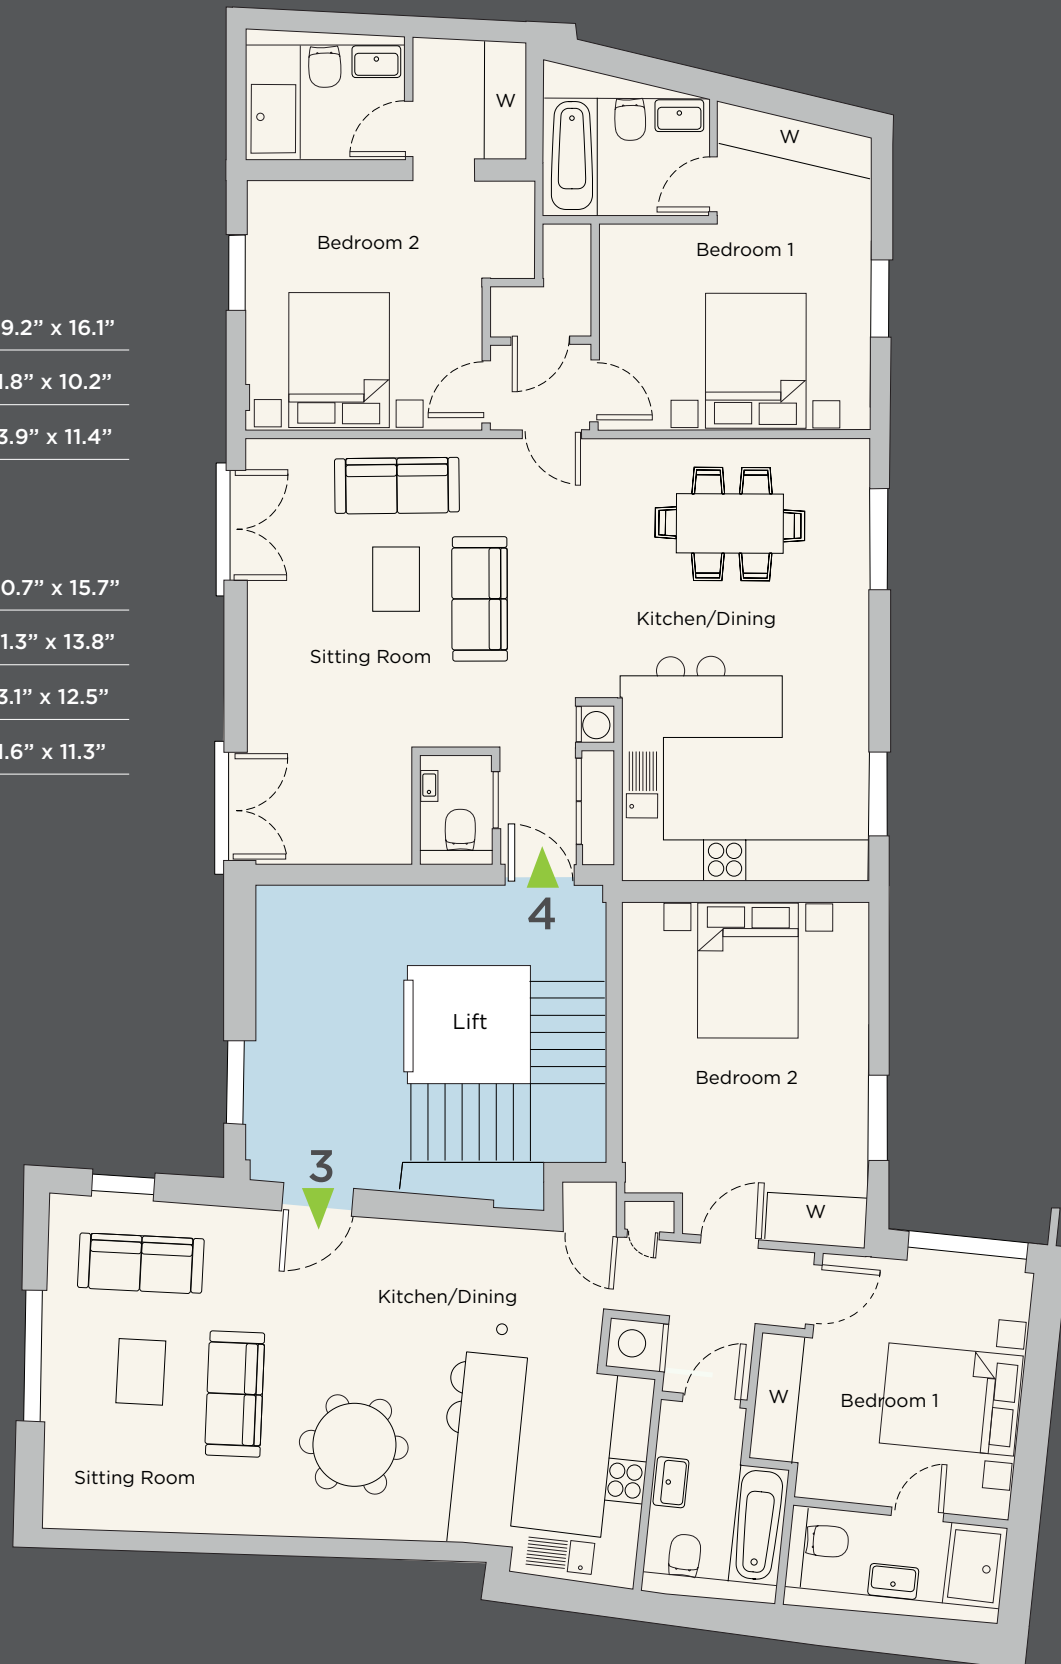 W
W
Bedroom 2
Bedroom 1
9.2” x 16.1”
1.8” x 10.2”
3.9” x 11.4”
0.7” x 15.7”
1.3” x 13.8”
3.1” x 12.5”
1.6” x 11.3”
Kitchen/Dining
Sitting Room
4
Lift
Bedroom 2
3
W
Kitchen/Dining
W
Bedroom 1
Sitting Room